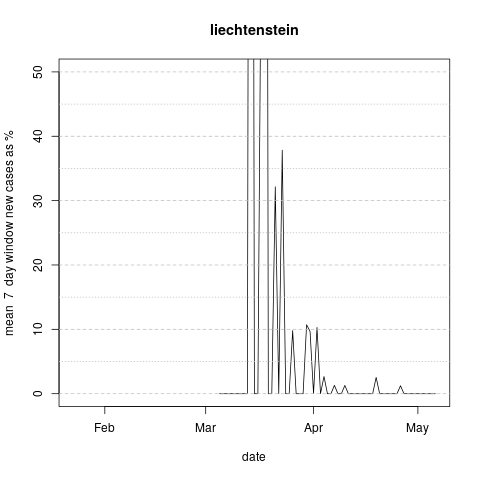 liechtenstein
mean 7 day window new cases as %
50
40
30
20
10
0
Feb
Mar
Apr
May
date